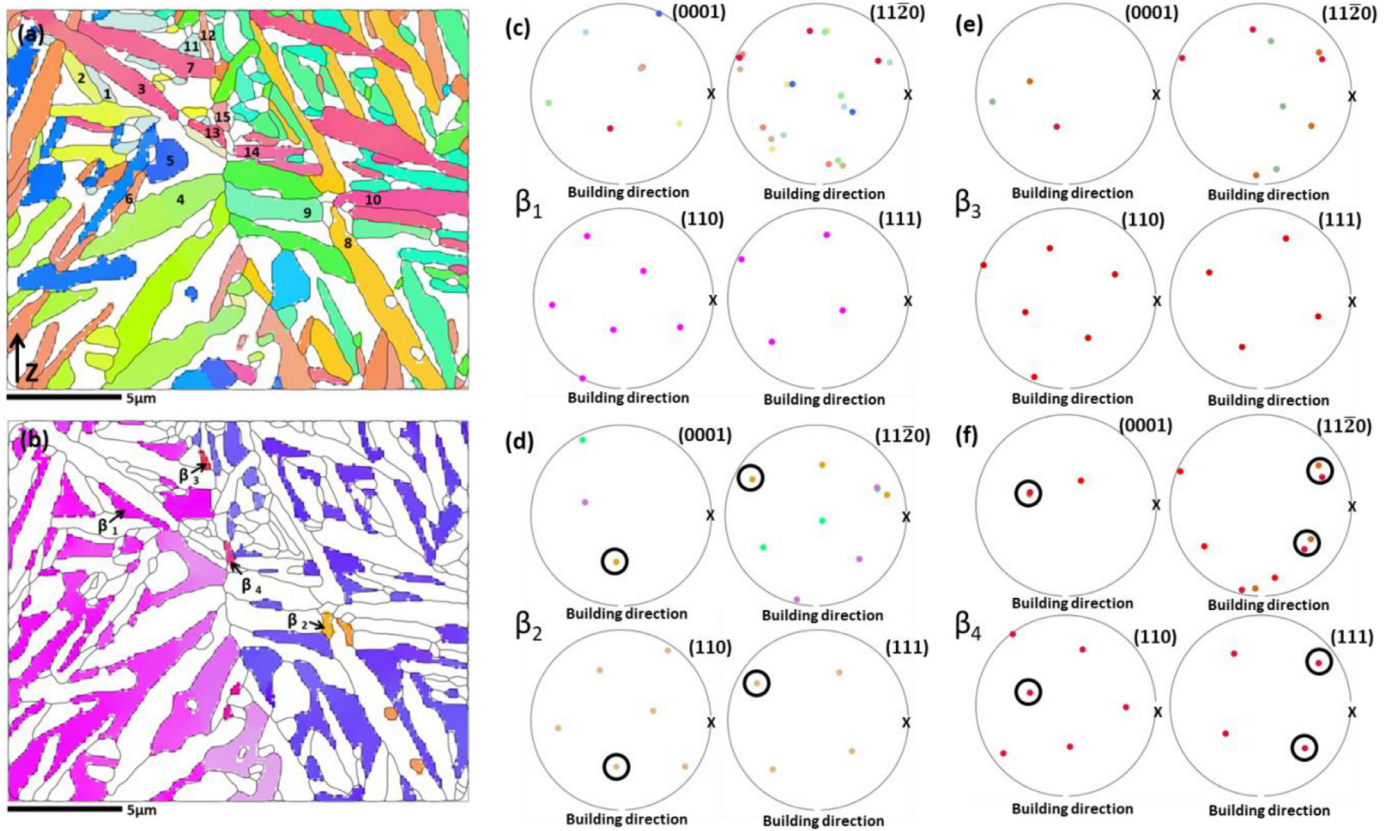 (a)
12
11
7
2
1
3
15
13
14
5
6
4
9
10
8
Z
5μm
(b)
β3
β1
β4
β2
5μm
(c)
(0001)
(112̅0)
X
X
Building direction
Building direction
β1
(110)
(111)
X
X
Building direction
Building direction
(d)
(0001)
(112̅0)
X
X
Building direction
Building direction
β2
(110)
(111)
X
X
Building direction
Building direction
(e)
(0001)
(112̅0)
X
X
Building direction
Building direction
β3
(110)
(111)
X
X
Building direction
Building direction
(f)
(0001)
(112̅0)
X
X
Building direction
Building direction
β4
(110)
(111)
X
X
Building direction
Building direction